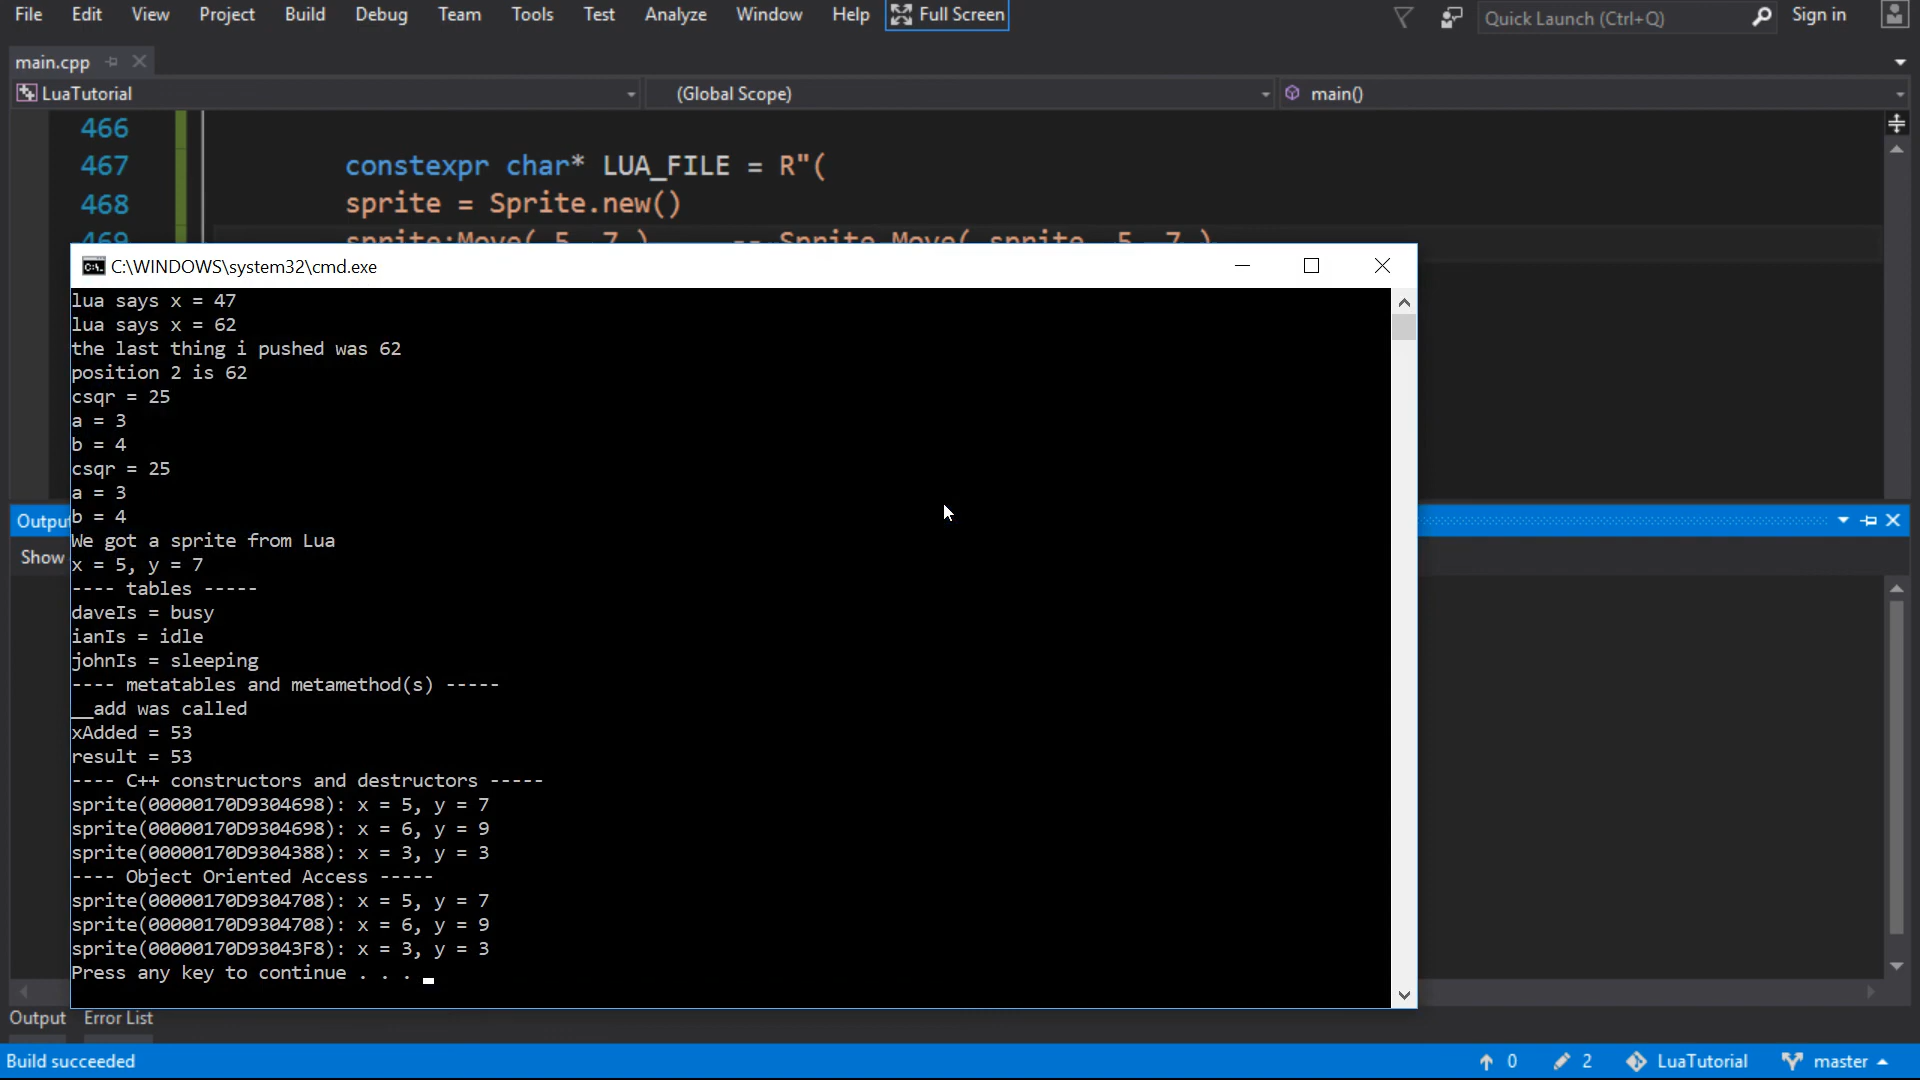 File Edit View Project Build Debug Team Tools Test Analyze Window Help Full Screen Quick Launch (Ctrl+Q) Sign in
main.cpp
LuaTutorial (Global Scope) main()
466
467 constexpr char* LUA_FILE = R"(
468 sprite = Sprite.new()
469 sprite:Move( 5, 7 ) -- Sprite.Move( sprite, 5, 7 )
C:\WINDOWS\system32\cmd.exe
lua says x = 47
lua says x = 62
the last thing i pushed was 62
position 2 is 62
csqr = 25
a = 3
b = 4
csqr = 25
a = 3
b = 4
We got a sprite from Lua
x = 5, y = 7
---- tables -----
daveIs = busy
ianIs = idle
johnIs = sleeping
---- metatables and metamethod(s) -----
__add was called
xAdded = 53
result = 53
---- C++ constructors and destructors -----
sprite(00000170D9304698): x = 5, y = 7
sprite(00000170D9304698): x = 6, y = 9
sprite(00000170D9304388): x = 3, y = 3
---- Object Oriented Access -----
sprite(00000170D9304708): x = 5, y = 7
sprite(00000170D9304708): x = 6, y = 9
sprite(00000170D93043F8): x = 3, y = 3
Press any key to continue . . .
Output
Show
Output Error List
Build succeeded 0 2 LuaTutorial master